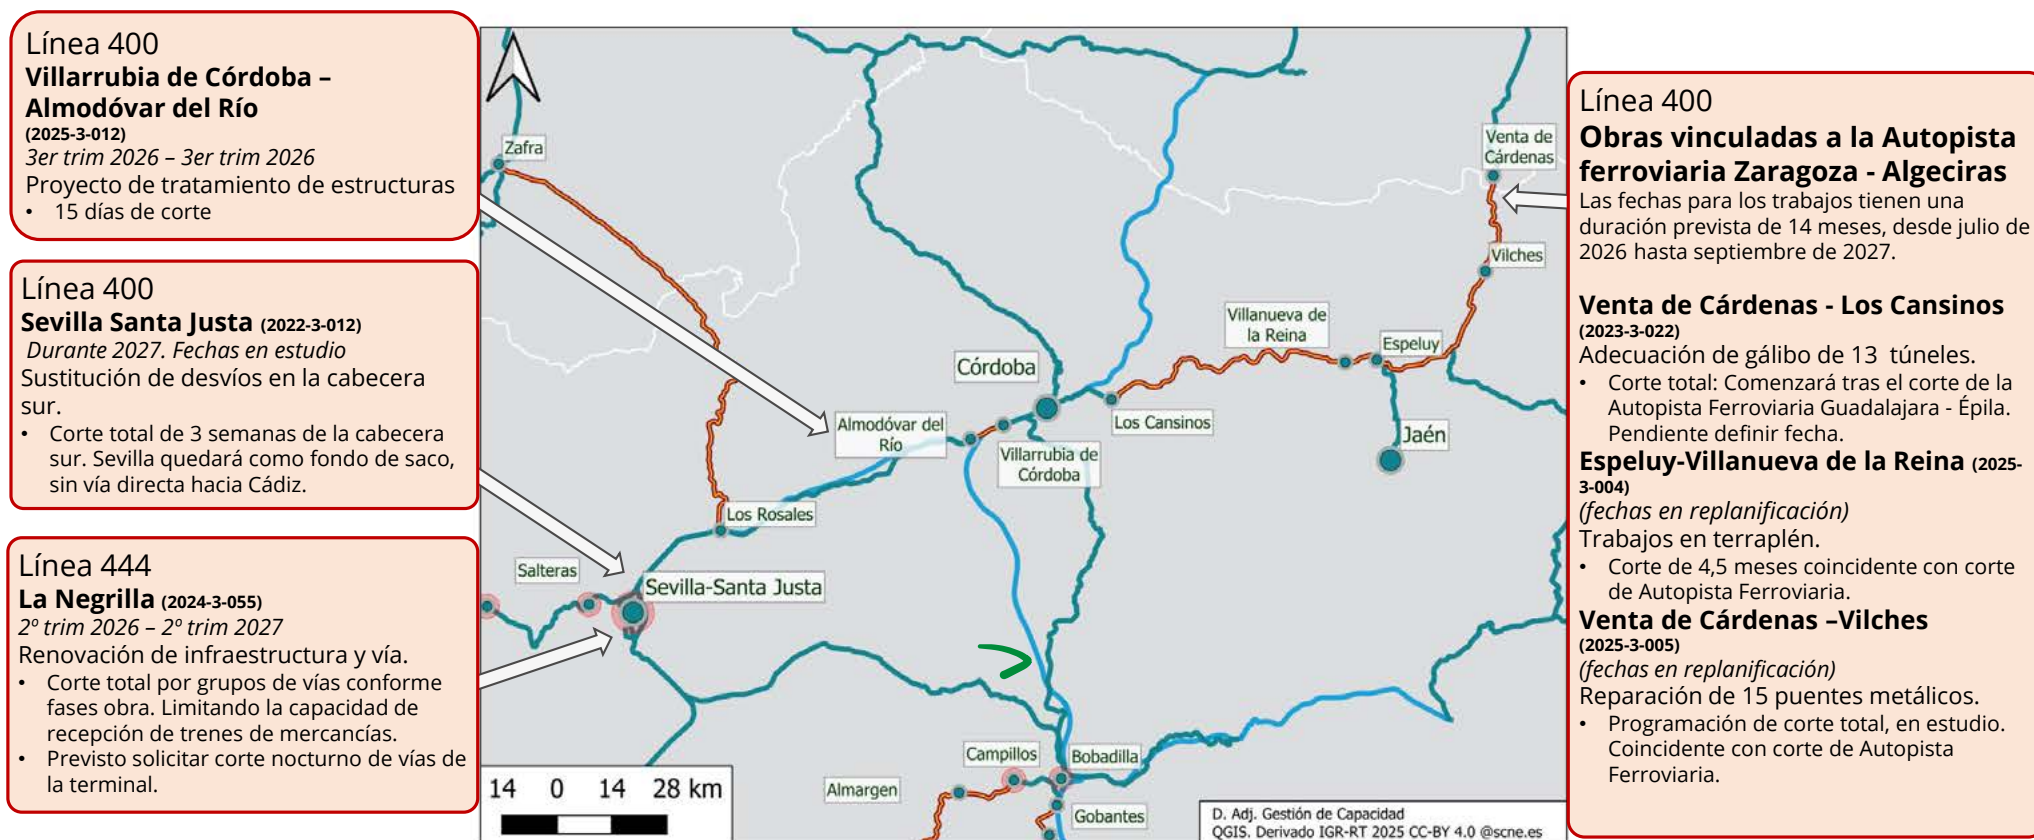 Línea 400
Villarrubia de Córdoba –
Almodóvar del Río
(2025-3-012)
3er trim 2026 – 3er trim 2026
Proyecto de tratamiento de estructuras
• 15 días de corte
Línea 400
Sevilla Santa Justa (2022-3-012)
Durante 2027. Fechas en estudio
Sustitución de desvíos en la cabecera
sur.
• Corte total de 3 semanas de la cabecera
sur. Sevilla quedará como fondo de saco,
sin vía directa hacia Cádiz.
Línea 444
La Negrilla (2024-3-055)
2º trim 2026 – 2º trim 2027
Renovación de infraestructura y vía.
• Corte total por grupos de vías conforme
fases obra. Limitando la capacidad de
recepción de trenes de mercancías.
• Previsto solicitar corte nocturno de vías de
la terminal.
Zafra
Venta de
Cárdenas
Vilches
Villanueva de
la Reina
Espeluy
Córdoba
Los Cansinos
Almodóvar del
Río
Jaén
Villarrubia de
Córdoba
Los Rosales
Salteras
Sevilla-Santa Justa
Campillos
Bobadilla
Almargen
Gobantes
14 0 14 28 km
D. Adj. Gestión de Capacidad
QGIS. Derivado IGR-RT 2025 CC-BY 4.0 @scne.es
Línea 400
Obras vinculadas a la Autopista
ferroviaria Zaragoza - Algeciras
Las fechas para los trabajos tienen una
duración prevista de 14 meses, desde julio de
2026 hasta septiembre de 2027.
Venta de Cárdenas - Los Cansinos
(2023-3-022)
Adecuación de gálibo de 13 túneles.
• Corte total: Comenzará tras el corte de la
Autopista Ferroviaria Guadalajara - Épila.
Pendiente definir fecha.
Espeluy-Villanueva de la Reina (2025-
3-004)
(fechas en replanificación)
Trabajos en terraplén.
• Corte de 4,5 meses coincidente con corte
de Autopista Ferroviaria.
Venta de Cárdenas –Vilches
(2025-3-005)
(fechas en replanificación)
Reparación de 15 puentes metálicos.
• Programación de corte total, en estudio.
Coincidente con corte de Autopista
Ferroviaria.